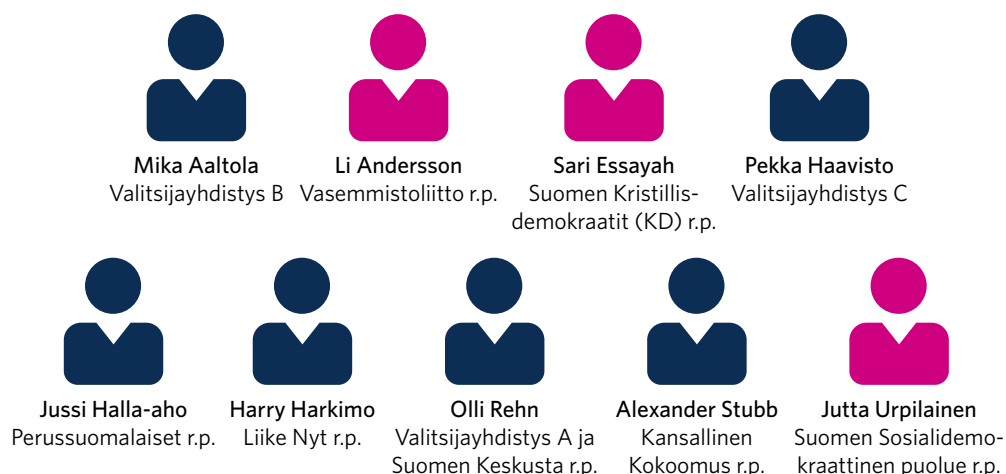 Mika Aaltola
Valitsijayhdistys B
Li Andersson
Vasemmistoliitto r.p.
Sari Essayah
Suomen Kristillis-
demokraatit (KD) r.p.
Pekka Haavisto
Valitsijayhdistys C
Jussi Halla-aho
Perussuomalaiset r.p.
Harry Harkimo
Liike Nyt r.p.
Olli Rehn
Valitsijayhdistys A ja
Suomen Keskusta r.p.
Alexander Stubb
Kansallinen
Kokoomus r.p.
Jutta Urpilainen
Suomen Sosialidemo-
kraattinen puolue r.p.